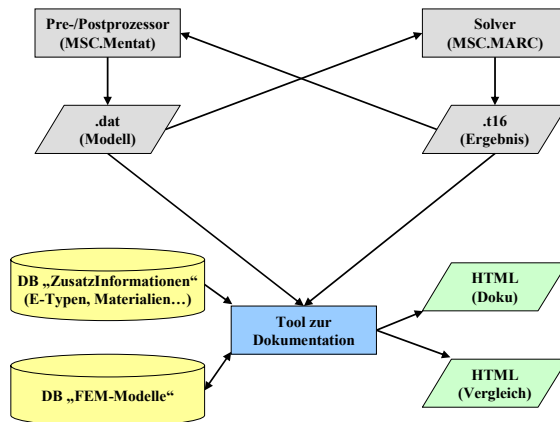 Pre-/Postprozessor
(MSC.Mentat)
Solver
(MSC.MARC)
.dat
(Modell)
.t16
(Ergebnis)
DB „ZusatzInformationen“
(E-Typen, Materialien…)
HTML
(Doku)
Tool zur
Dokumentation
DB „FEM-Modelle“
HTML
(Vergleich)